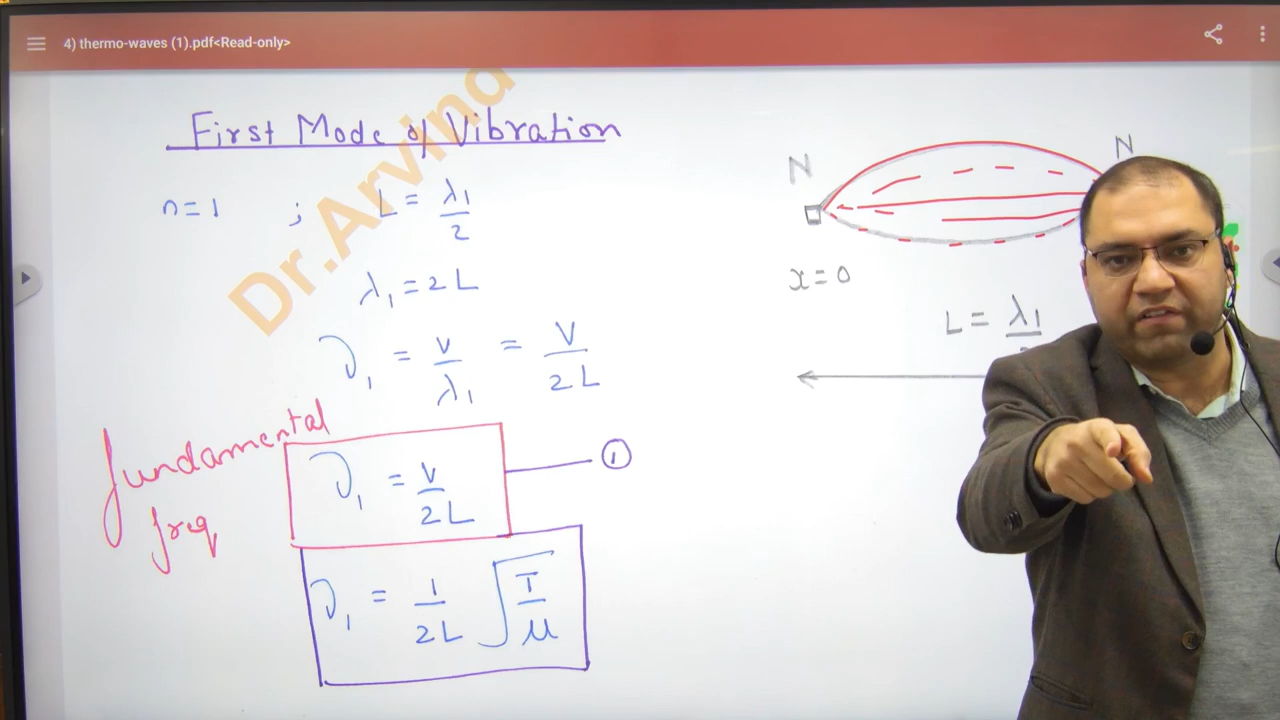 4) thermo-waves (1).pdf<Read-only>
Dr.Arvind
First Mode of Vibration
n=1 ; L = λ₁/2
λ₁ = 2L
ν₁ = v/λ₁ = v/2L
fundamental
freq
ν₁ = v/2L
①
ν₁ = 1/2L √T/μ
N N
x=0
L = λ₁